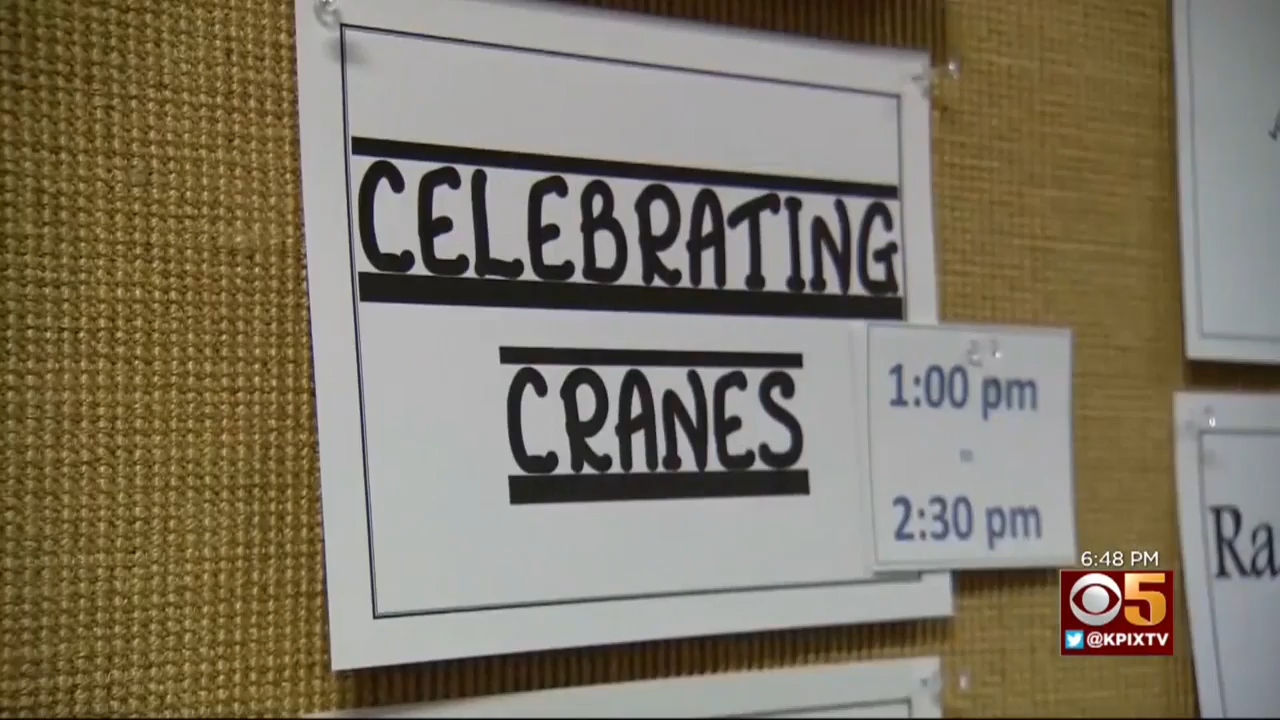 CELEBRATING
CRANES
1:00 pm
-
2:30 pm
Ra
6:48 PM
5
@KPIXTV